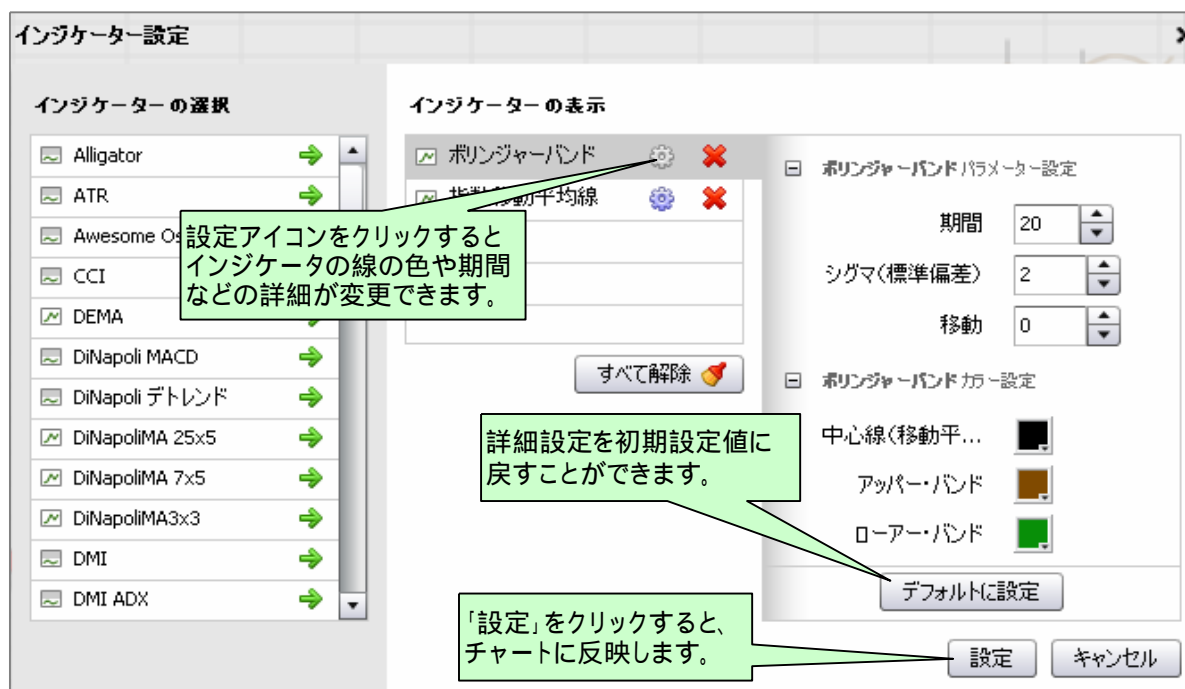 インジケーター設定
インジケーターの選択
Alligator
ATR
Awesome Os
CCI
DEMA
DiNapoli MACD
DiNapoli デトレンド
DiNapoliMA 25x5
DiNapoliMA 7x5
DiNapoliMA3x3
DMI
DMI ADX
インジケーターの表示
ボリンジャーバンド
指数移動平均線
設定アイコンをクリックすると
インジケータの線の色や期間
などの詳細が変更できます。
すべて解除
ボリンジャーバンド パラメーター設定
期間 20
シグマ(標準偏差) 2
移動 0
ボリンジャーバンド カラー設定
中心線(移動平...
アッパー・バンド
ローアー・バンド
詳細設定を初期設定値に
戻すことができます。
デフォルトに設定
「設定」をクリックすると、
チャートに反映します。
設定 キャンセル